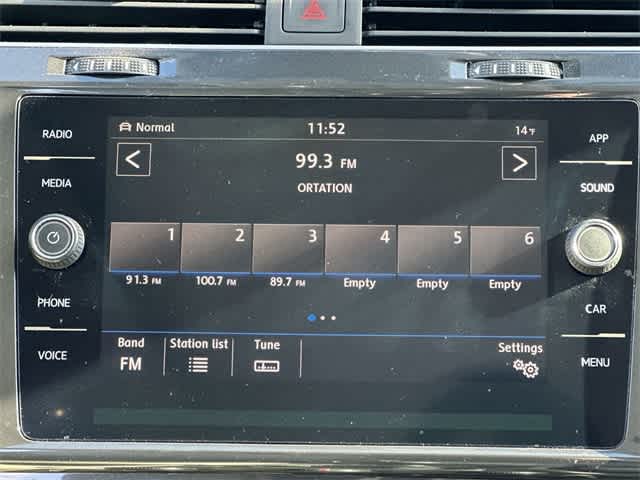 Normal 11:52 14°F
RADIO
MEDIA
PHONE
VOICE
99.3 FM
ORTATION
1 2 3 4 5 6
91.3 FM 100.7 FM 89.7 FM Empty Empty Empty
Band Station list Tune Settings
FM
APP
SOUND
CAR
MENU